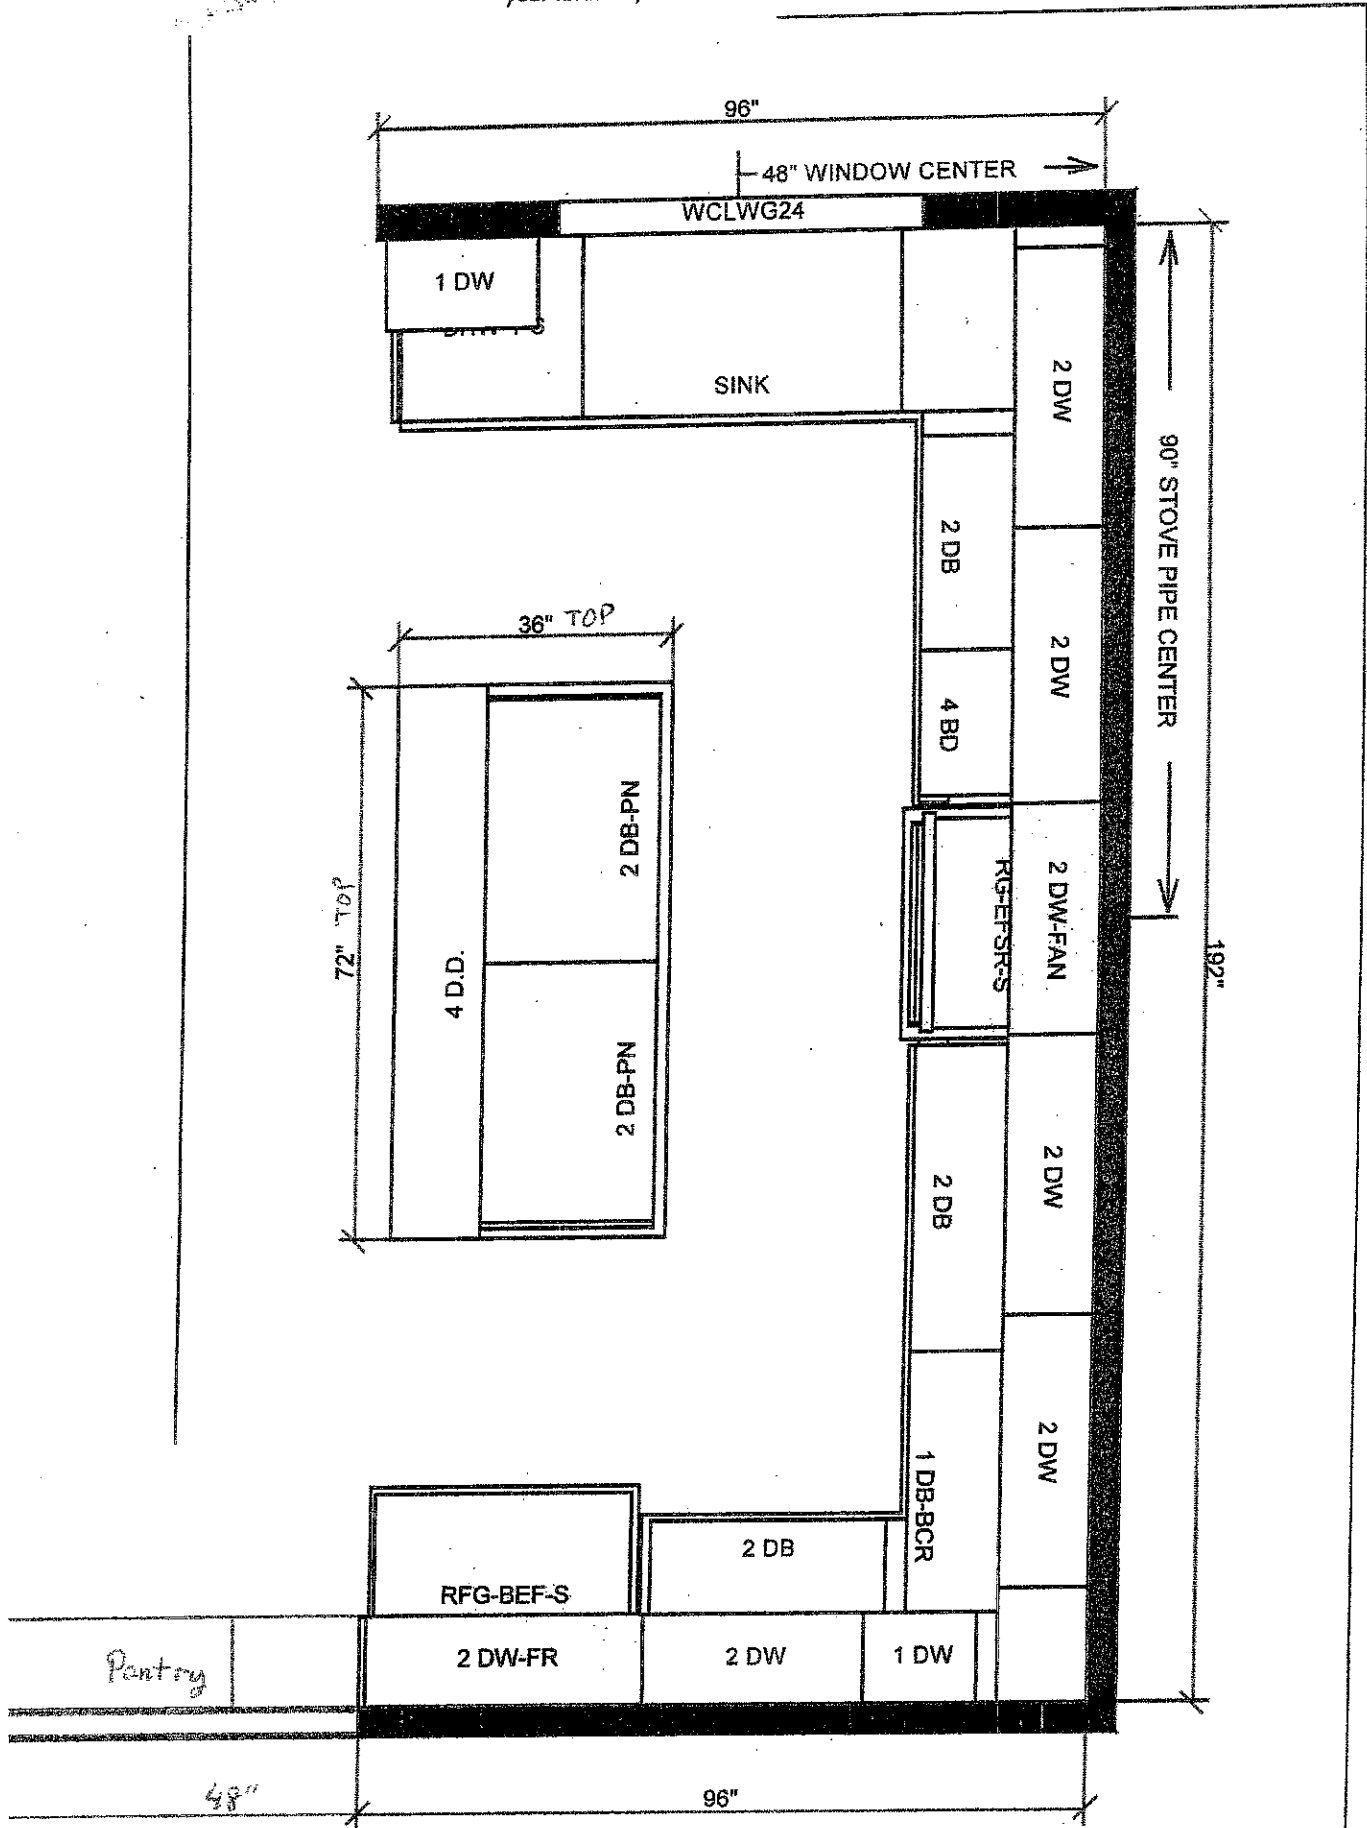 96"
48" WINDOW CENTER
WCLWG24
1 DW
SINK
2 DW
90" STOVE PIPE CENTER
2 DB
36" TOP
2 DW
4 BD
2 DB-PN
72" TOP
4 D.D.
RG-EFSR-S
2 DW-FAN
192"
2 DB-PN
2 DB
2 DW
2 DW
1 DB-BCR
2 DB
RFG-BEF-S
Pantry
2 DW-FR
2 DW
1 DW
48"
96"